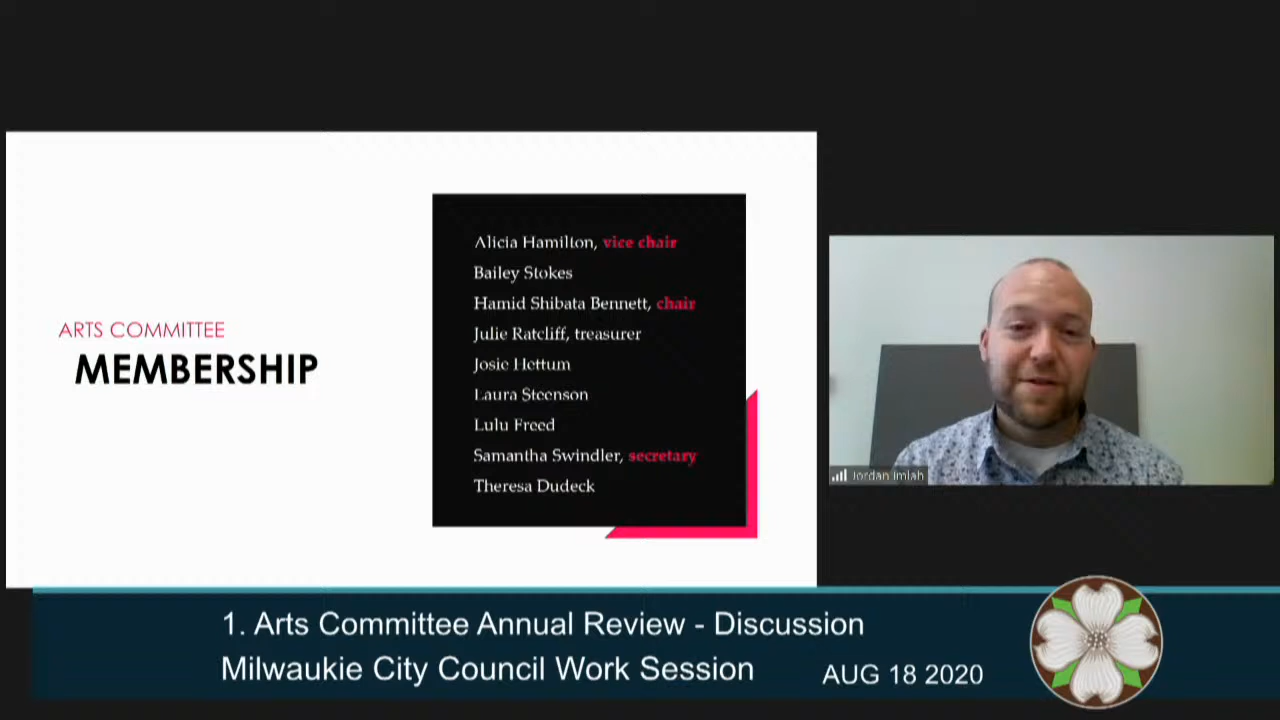 ARTS COMMITTEE
MEMBERSHIP
Alicia Hamilton, vice chair
Bailey Stokes
Hamid Shibata Bennett, chair
Julie Ratcliff, treasurer
Josie Hettum
Laura Steenson
Lulu Freed
Samantha Swindler, secretary
Theresa Dudeck
Jordan Imlah
1. Arts Committee Annual Review - Discussion
Milwaukie City Council Work Session
AUG 18 2020